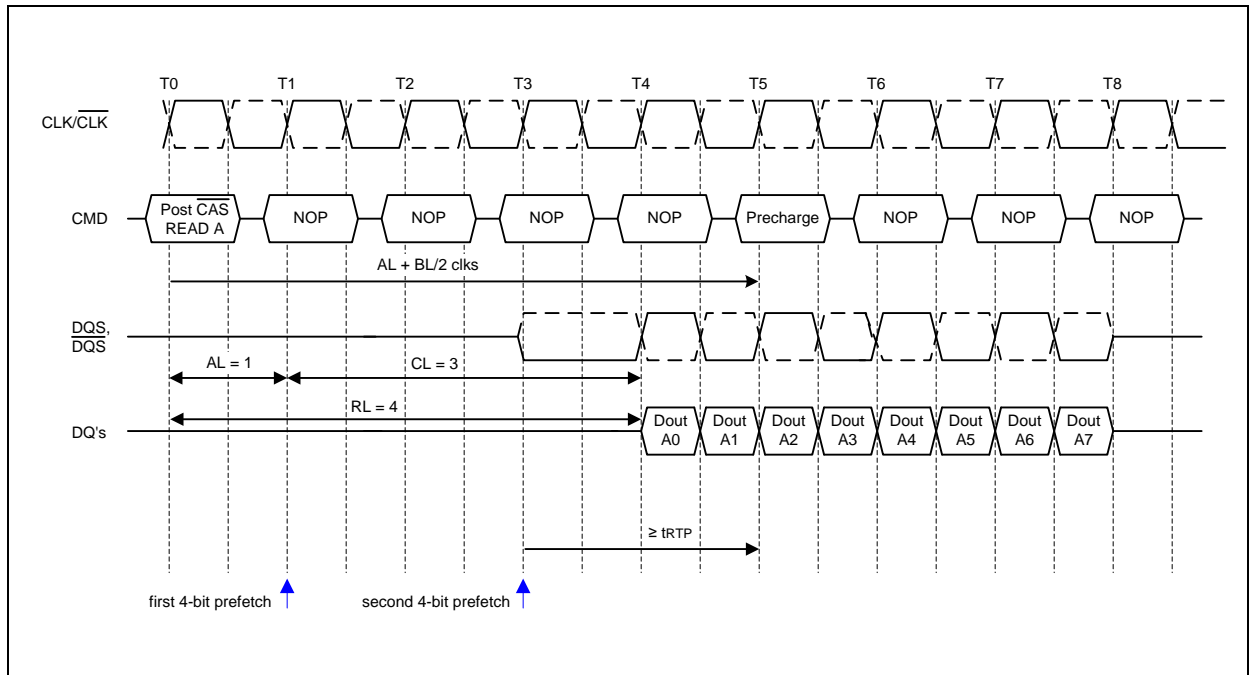 T0 T1 T2 T3 T4 T5 T6 T7 T8
CLK/CLK
CMD
Post CAS
READ A
NOP NOP NOP NOP Precharge NOP NOP NOP
AL + BL/2 clks
DQS,
DQS
AL = 1
CL = 3
RL = 4
DQ's
Dout
A0
Dout
A1
Dout
A2
Dout
A3
Dout
A4
Dout
A5
Dout
A6
Dout
A7
≥ tRTP
first 4-bit prefetch
second 4-bit prefetch